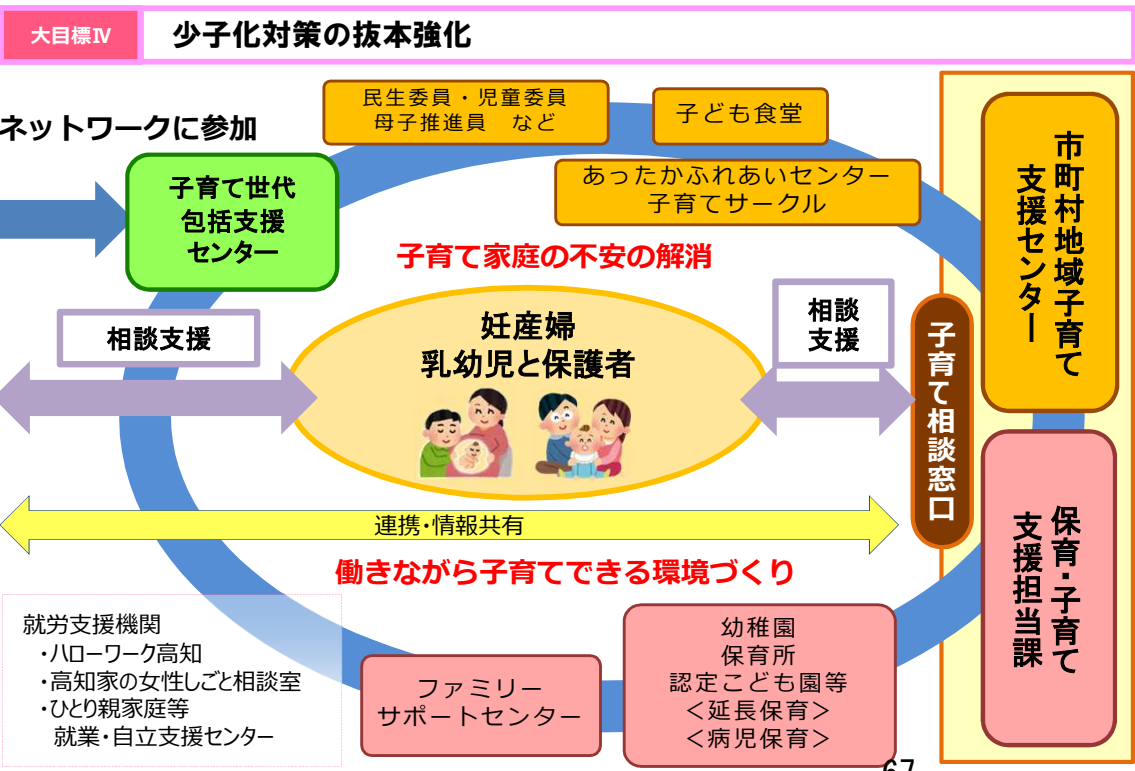 大目標Ⅳ
少子化対策の抜本強化
ネットワークに参加
民生委員・児童委員
母子推進員　など
子ども食堂
あったかふれあいセンター
子育てサークル
子育て世代
包括支援
センター
子育て家庭の不安の解消
相談支援
妊産婦
乳幼児と保護者
相談
支援
子育て相談窓口
市町村地域子育て
支援センター
連携・情報共有
働きながら子育てできる環境づくり
保育・子育て
支援担当課
就労支援機関
・ハローワーク高知
・高知家の女性しごと相談室
・ひとり親家庭等
就業・自立支援センター
ファミリー
サポートセンター
幼稚園
保育所
認定こども園等
＜延長保育＞
＜病児保育＞
67